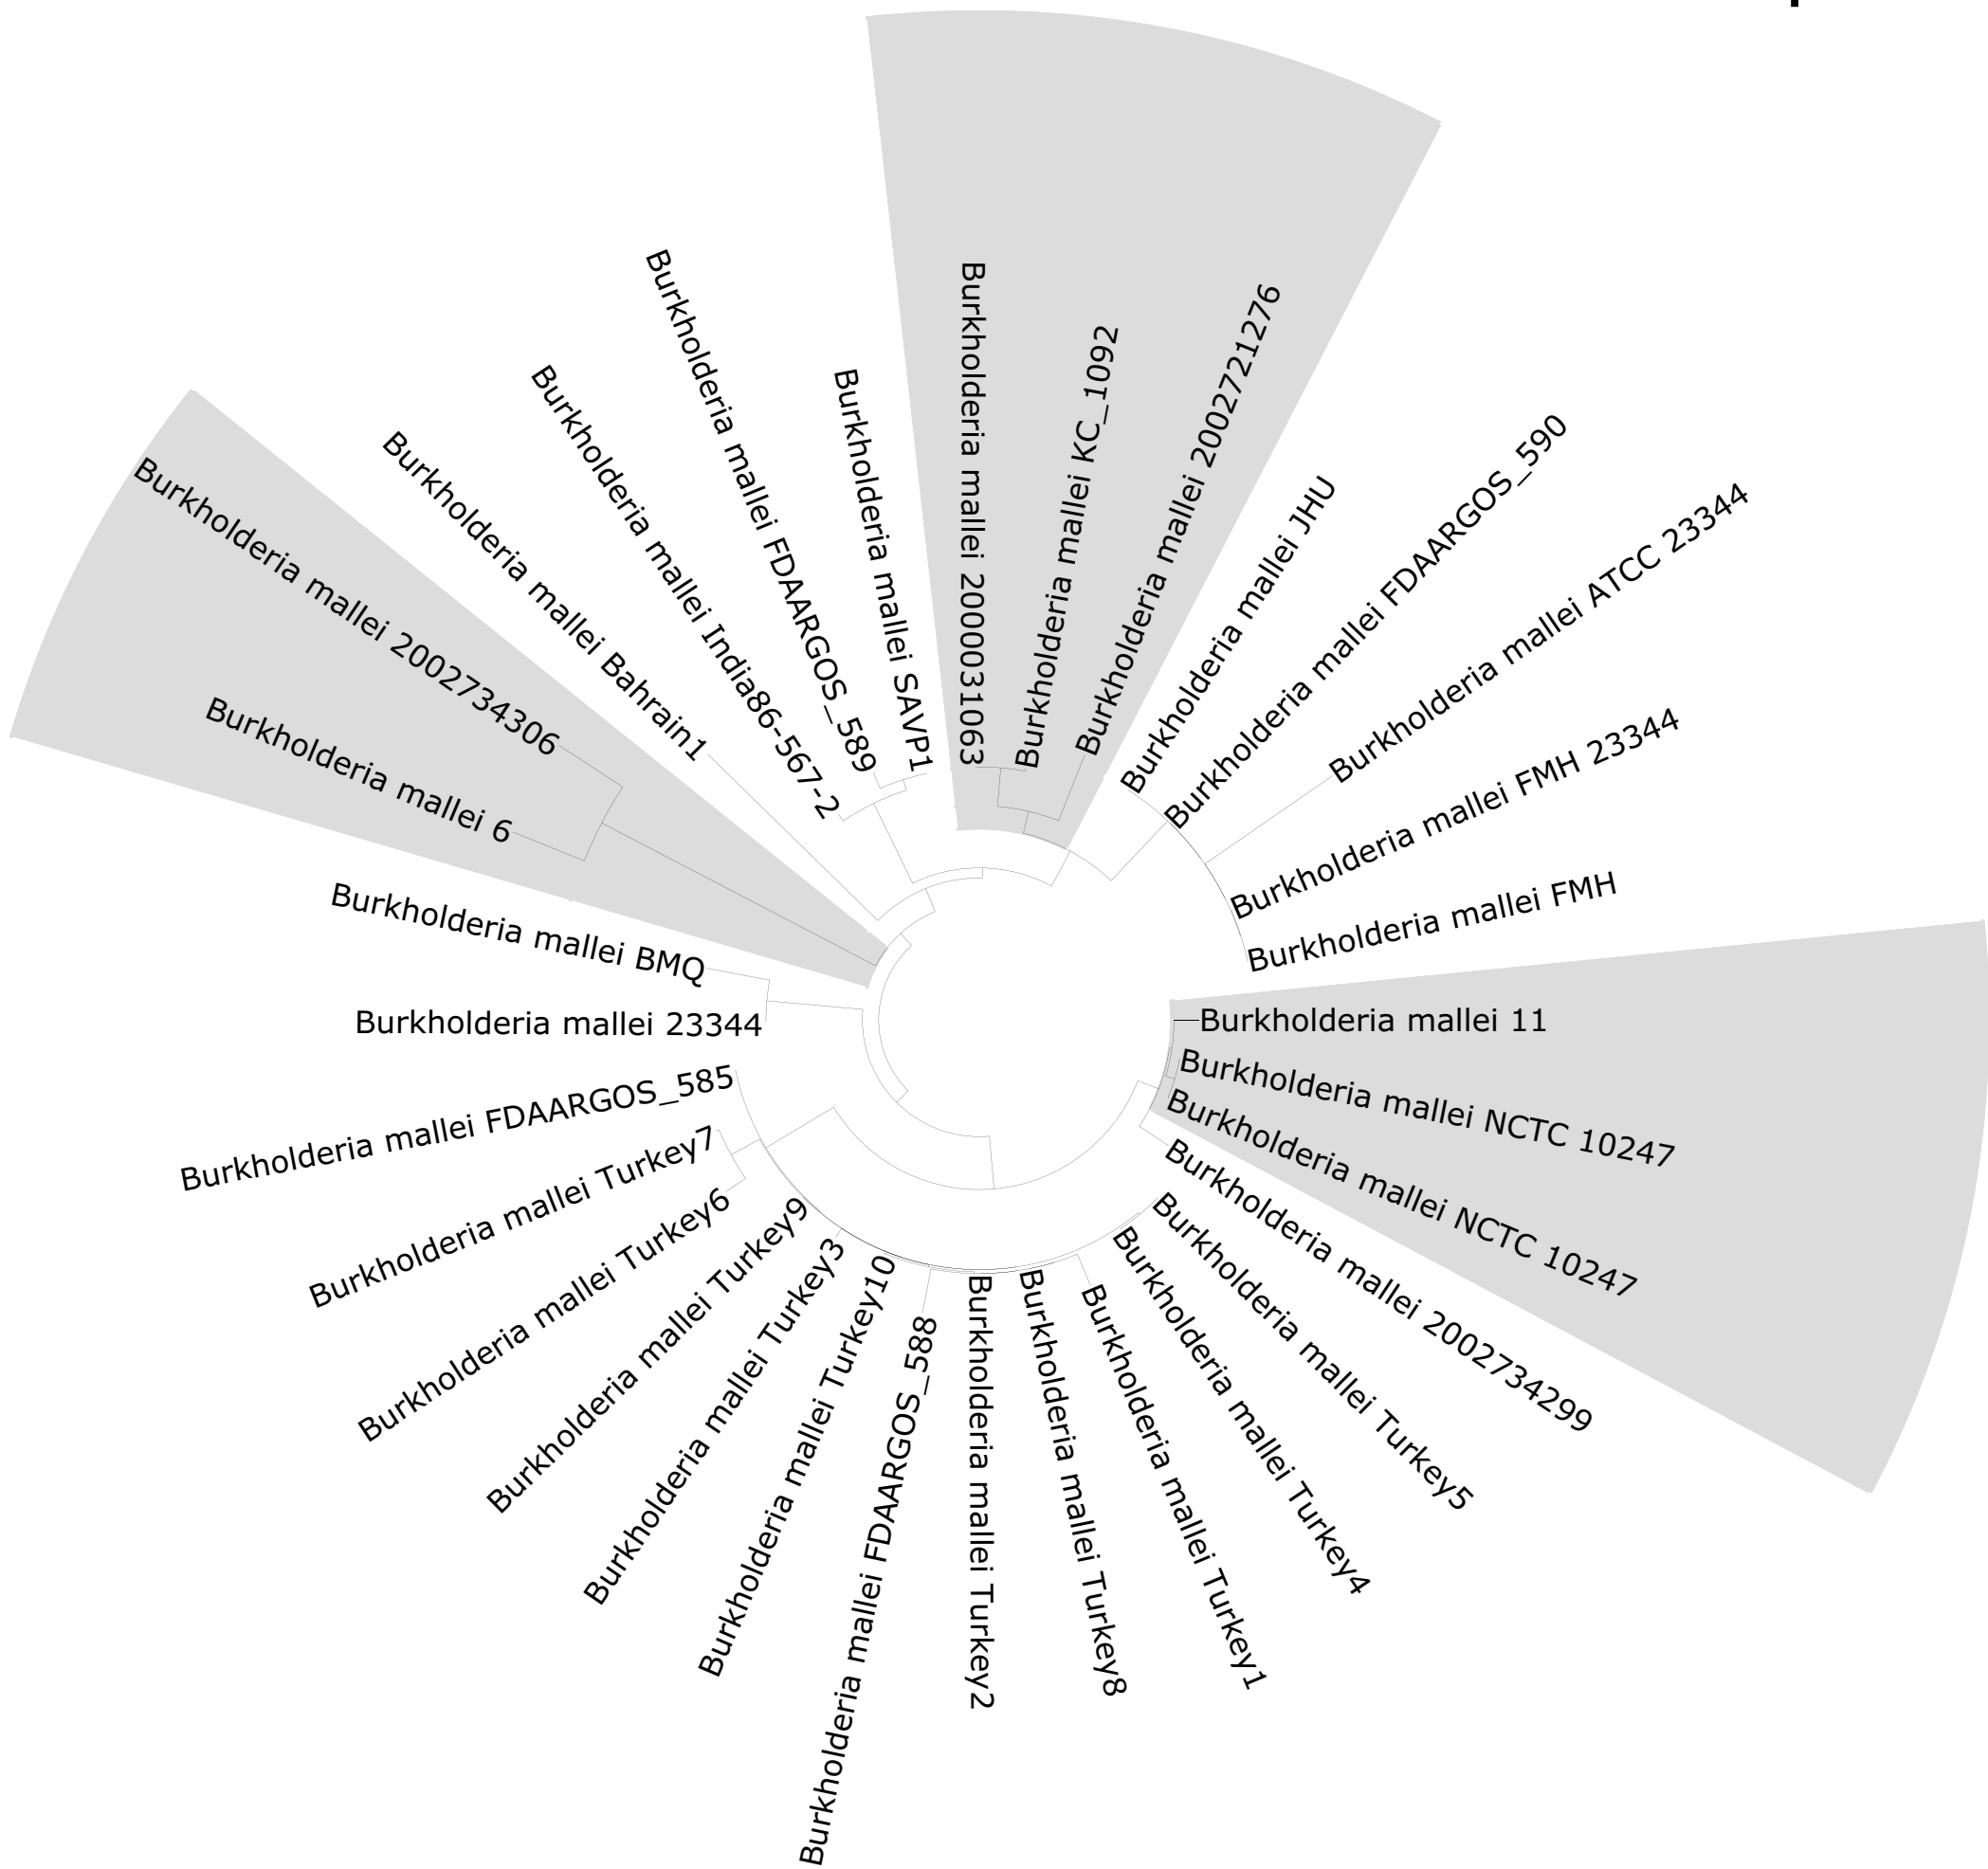 Burkholderia mallei 2000031063
Burkholderia mallei KC_1092
Burkholderia mallei 2002721276
Burkholderia mallei JHU
Burkholderia mallei FDAARGOS_590
Burkholderia mallei ATCC 23344
Burkholderia mallei FMH 23344
Burkholderia mallei FMH
Burkholderia mallei 11
Burkholderia mallei NCTC 10247
Burkholderia mallei NCTC 10247
Burkholderia mallei 2002734299
Burkholderia mallei Turkey5
Burkholderia mallei Turkey4
Burkholderia mallei Turkey1
Burkholderia mallei Turkey8
Burkholderia mallei Turkey2
Burkholderia mallei FDAARGOS_588
Burkholderia mallei Turkey10
Burkholderia mallei Turkey3
Burkholderia mallei Turkey9
Burkholderia mallei Turkey6
Burkholderia mallei Turkey7
Burkholderia mallei FDAARGOS_585
Burkholderia mallei 23344
Burkholderia mallei BMQ
Burkholderia mallei 6
Burkholderia mallei 2002734306
Burkholderia mallei Bahrain1
Burkholderia mallei India86-567-2
Burkholderia mallei FDAARGOS_589
Burkholderia mallei SAVP1